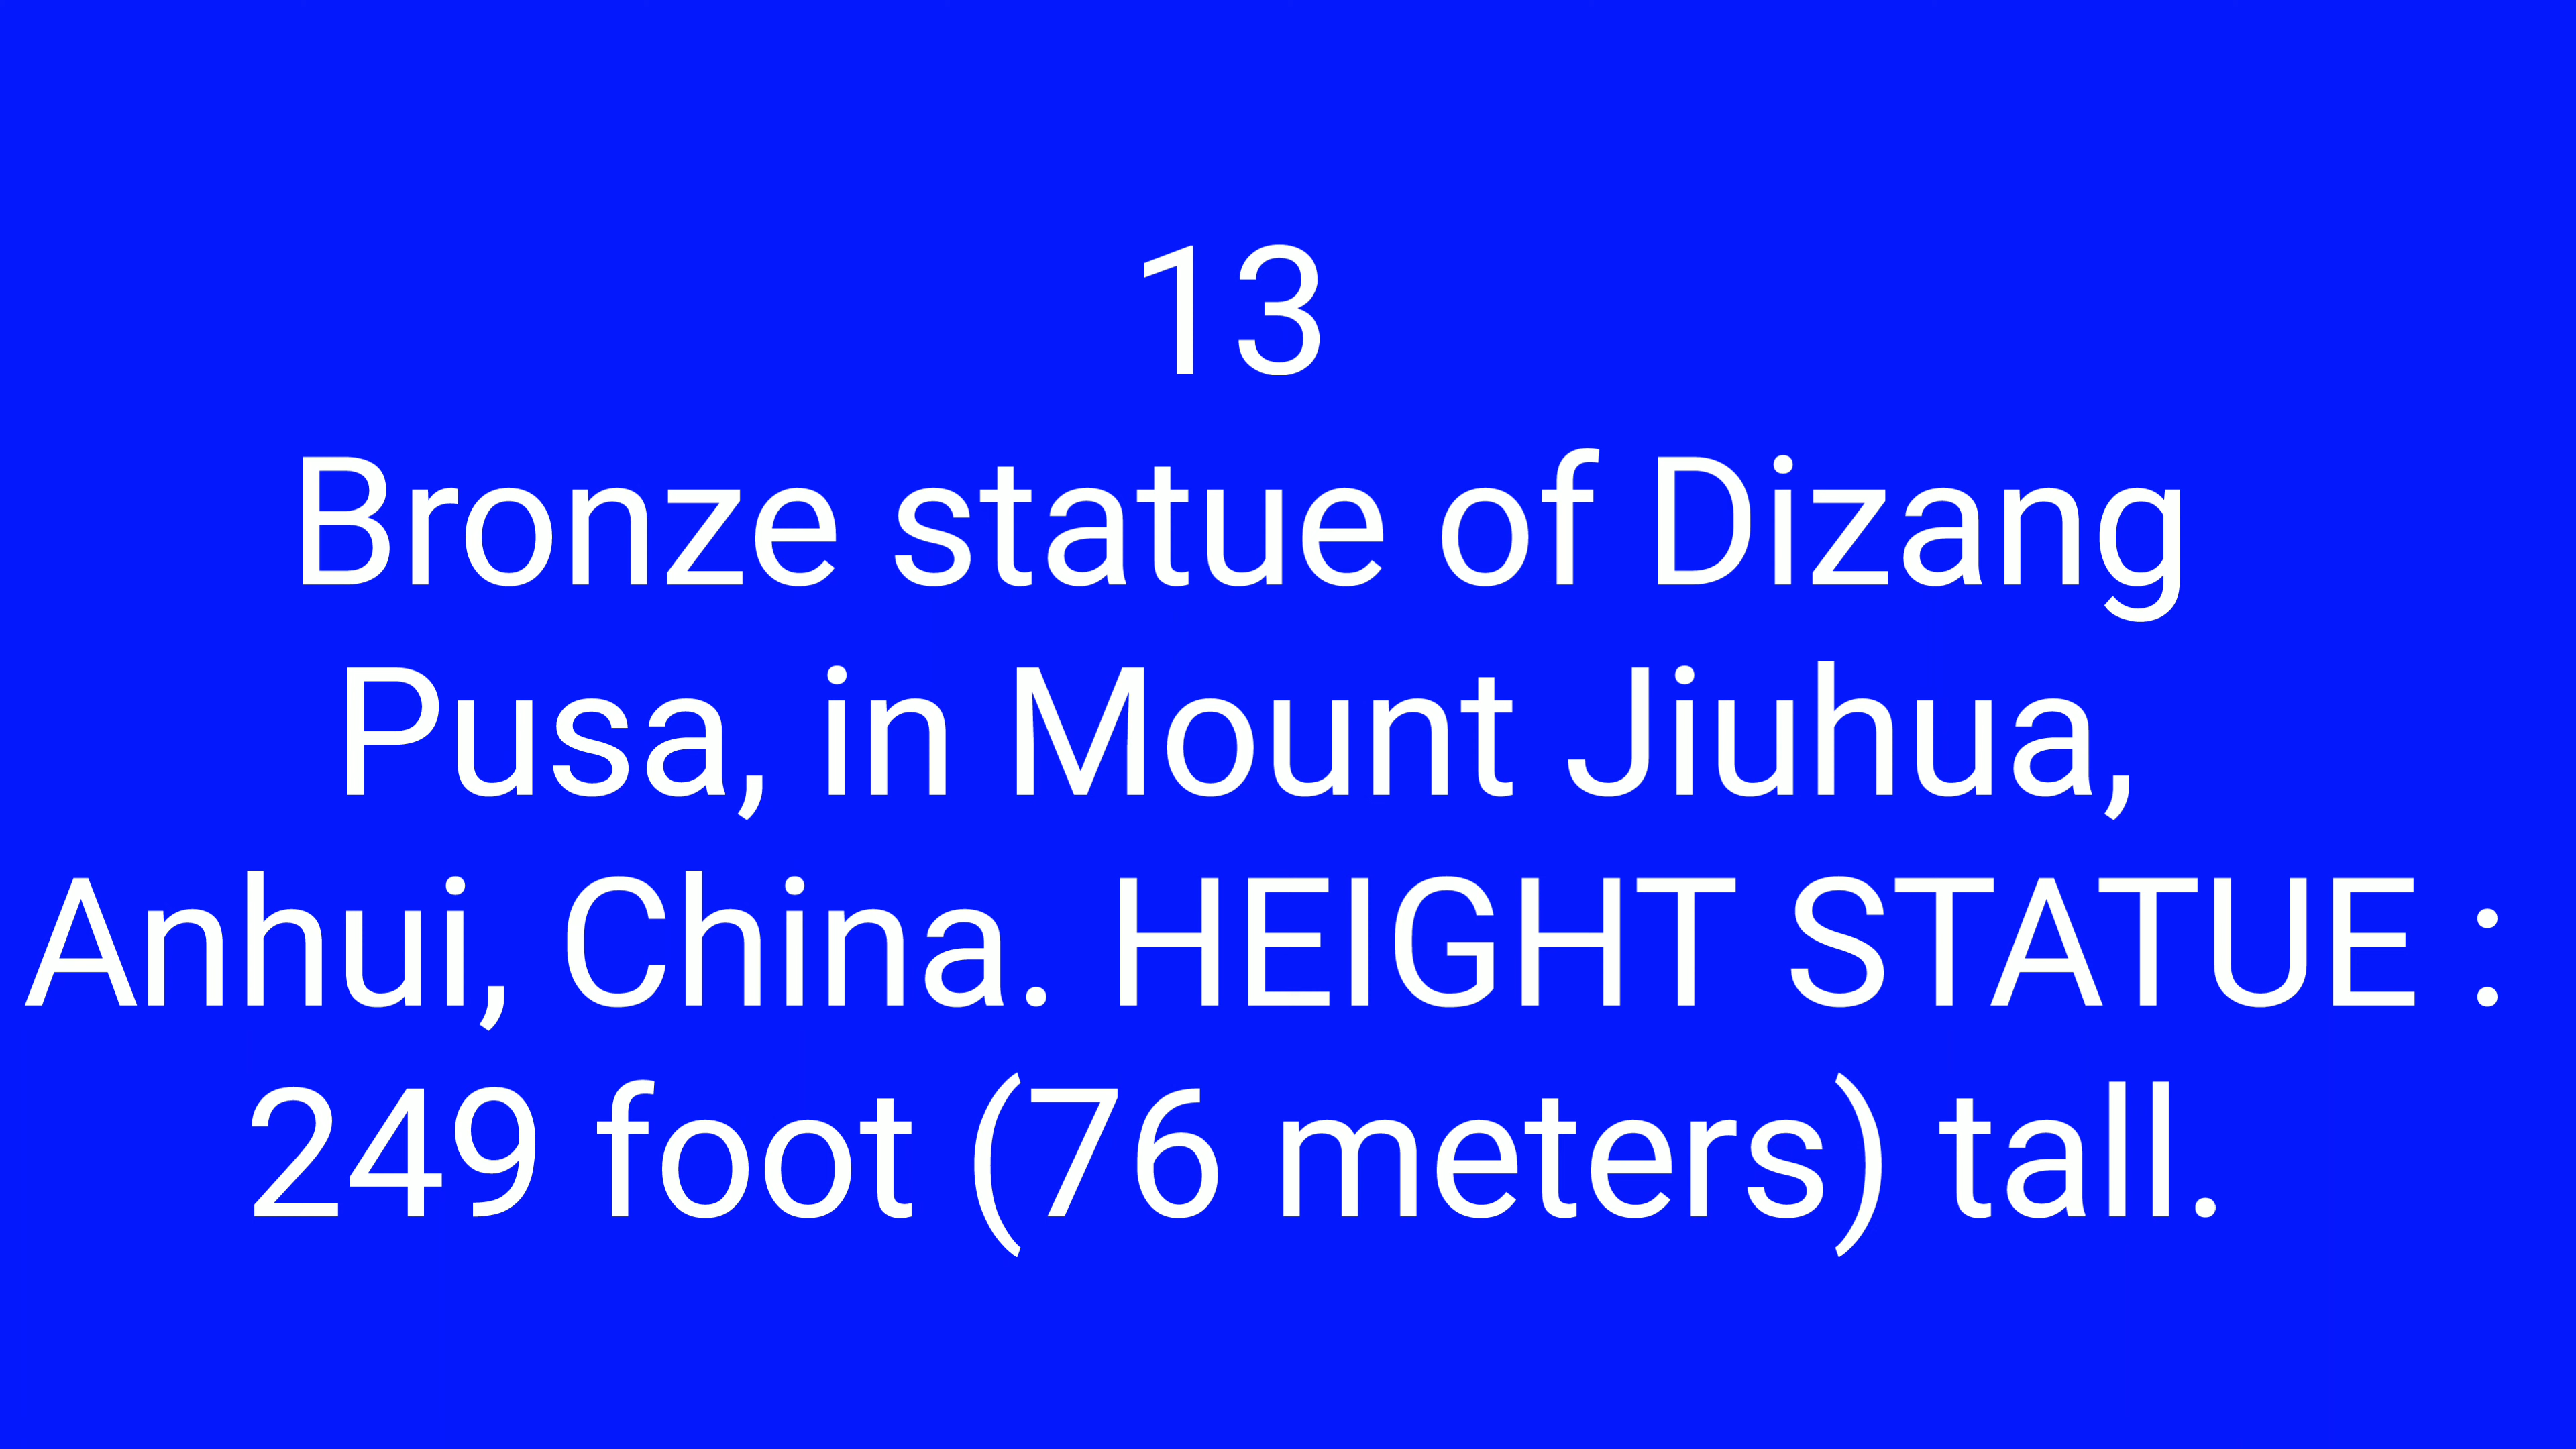 13
Bronze statue of Dizang
Pusa, in Mount Jiuhua,
Anhui, China. HEIGHT STATUE :
249 foot (76 meters) tall.